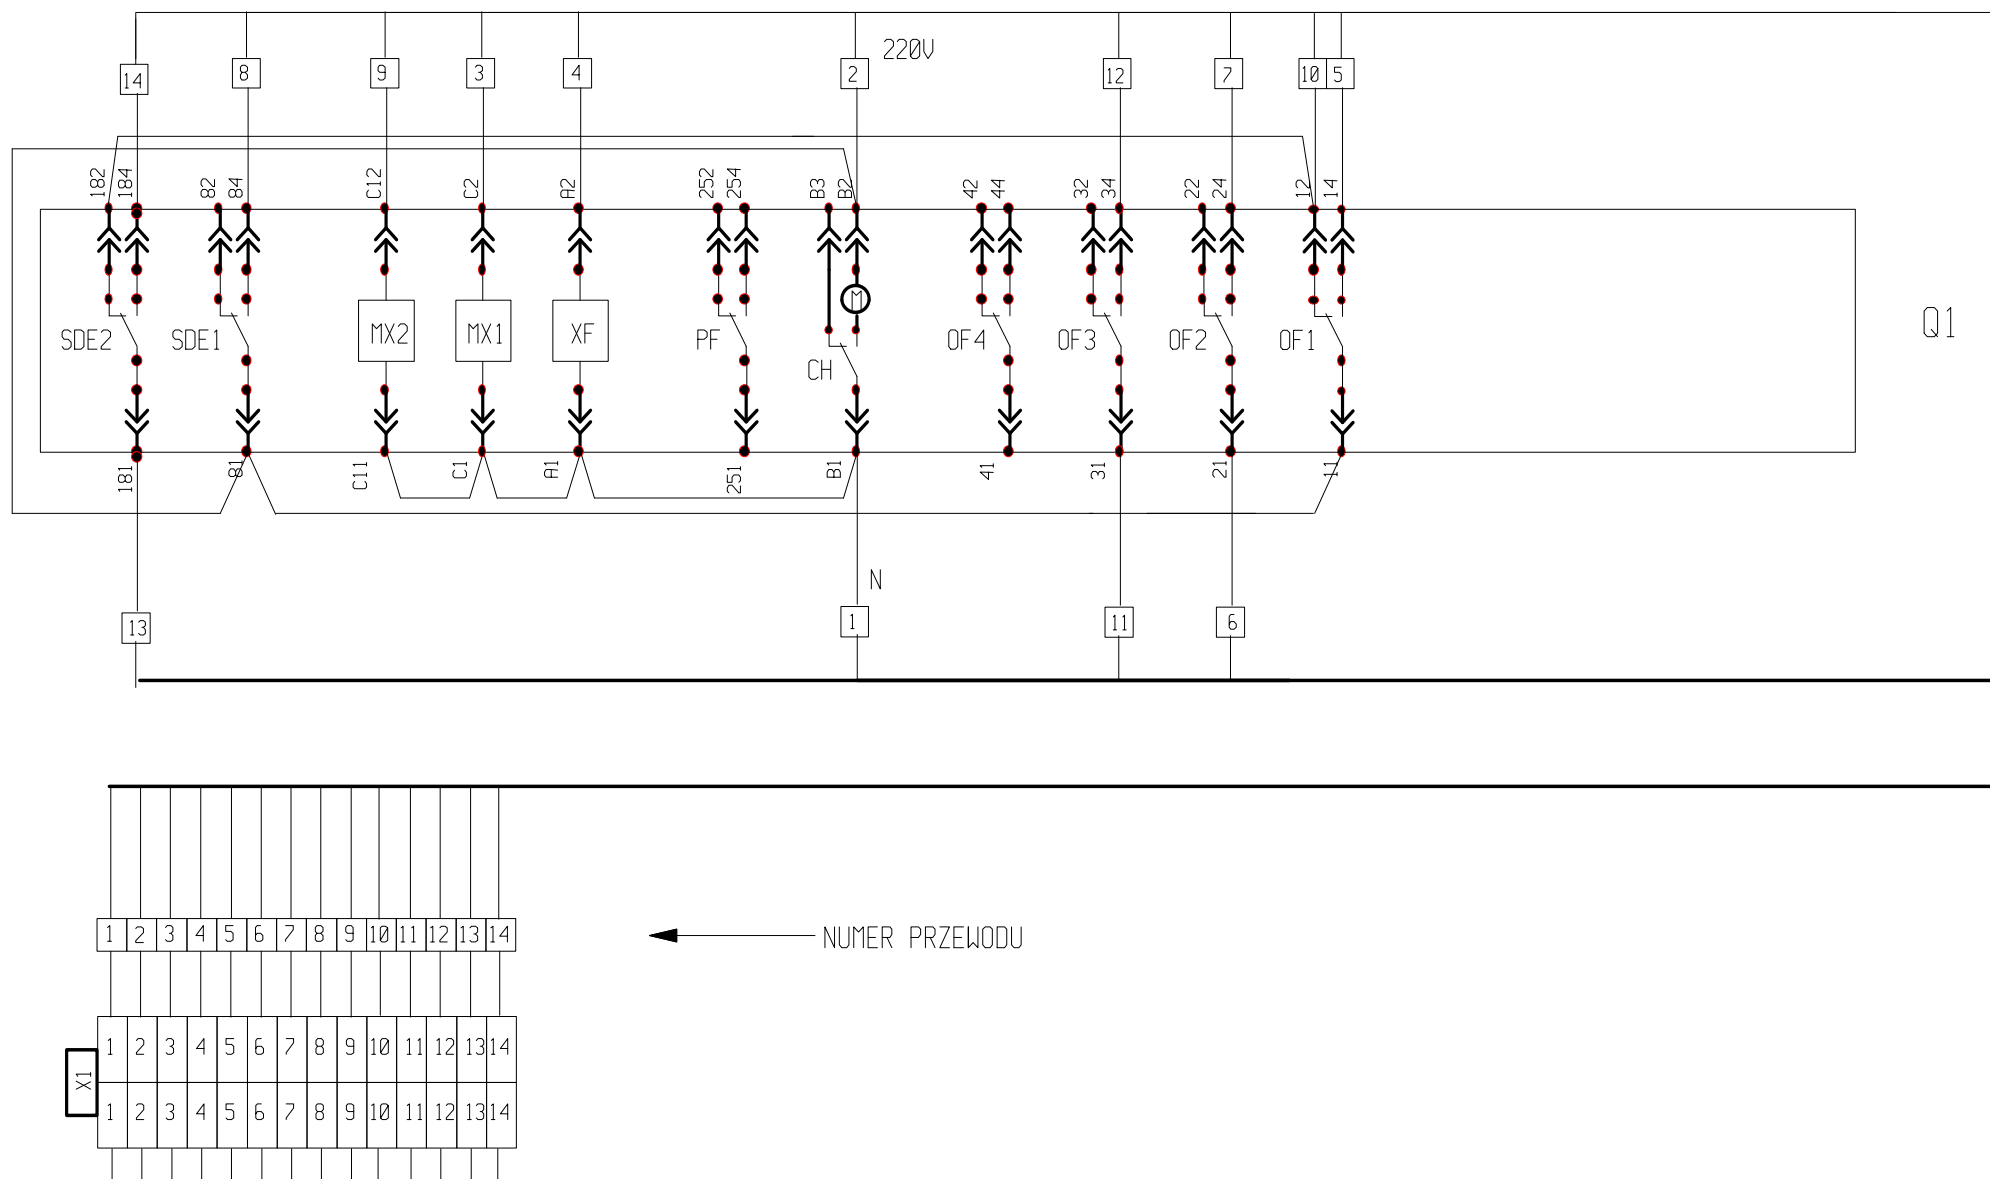 220V
14 8 9 3 4 2 12 7 10 5
182 184 82 84 C12 C2 A2 252 254 B3 B2 42 44 32 34 22 24 12 14
M
SDE2 SDE1 MX2 MX1 XF PF CH OF4 OF3 OF2 OF1 Q1
181 81 C11 C1 A1 251 B1 41 31 21 11
N
13 1 11 6
1 2 3 4 5 6 7 8 9 10 11 12 13 14
NUMER PRZEWODU
1 2 3 4 5 6 7 8 9 10 11 12 13 14
X1
1 2 3 4 5 6 7 8 9 10 11 12 13 14